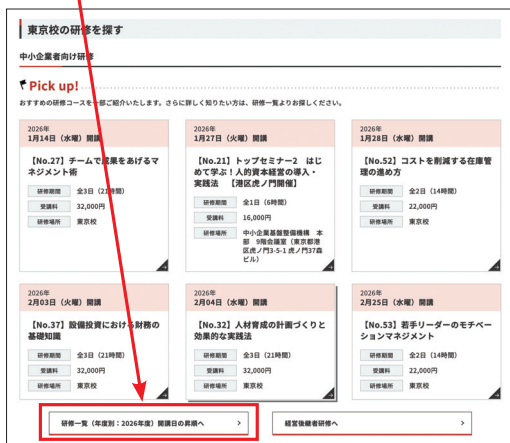 東京校の研修を探す
中小企業者向け研修
Pick up!
おすすめの研修コースを一部ご紹介いたします。さらに詳しく知りたい方は、研修一覧よりお探しください。
2026年
1月14日（水曜）開講
【No.27】チームで成果をあげるマ
ネジメント術
研修期間 全3日（21時間）
受講料 32,000円
研修場所 東京校
2026年
1月27日（火曜）開講
【No.21】トップセミナー2 はじ
めて学ぶ！人的資本経営の導入・
実践法 【港区虎ノ門開催】
研修期間 全1日（6時間）
受講料 16,000円
研修場所 中小企業基盤整備機構 本
部 9階会議室（東京都港
区虎ノ門3-5-1 虎ノ門37森
ビル）
2026年
1月28日（水曜）開講
【No.52】コストを削減する在庫管
理の進め方
研修期間 全2日（14時間）
受講料 22,000円
研修場所 東京校
2026年
2月03日（火曜）開講
【No.37】設備投資における財務の
基礎知識
研修期間 全3日（21時間）
受講料 32,000円
研修場所 東京校
2026年
2月04日（水曜）開講
【No.32】人材育成の計画づくりと
効果的な実践法
研修期間 全3日（21時間）
受講料 32,000円
研修場所 東京校
2026年
2月25日（水曜）開講
【No.53】若手リーダーのモチベー
ションマネジメント
研修期間 全2日（14時間）
受講料 22,000円
研修場所 東京校
研修一覧（年度別：2026年度）開講日の昇順へ
経営後継者研修へ